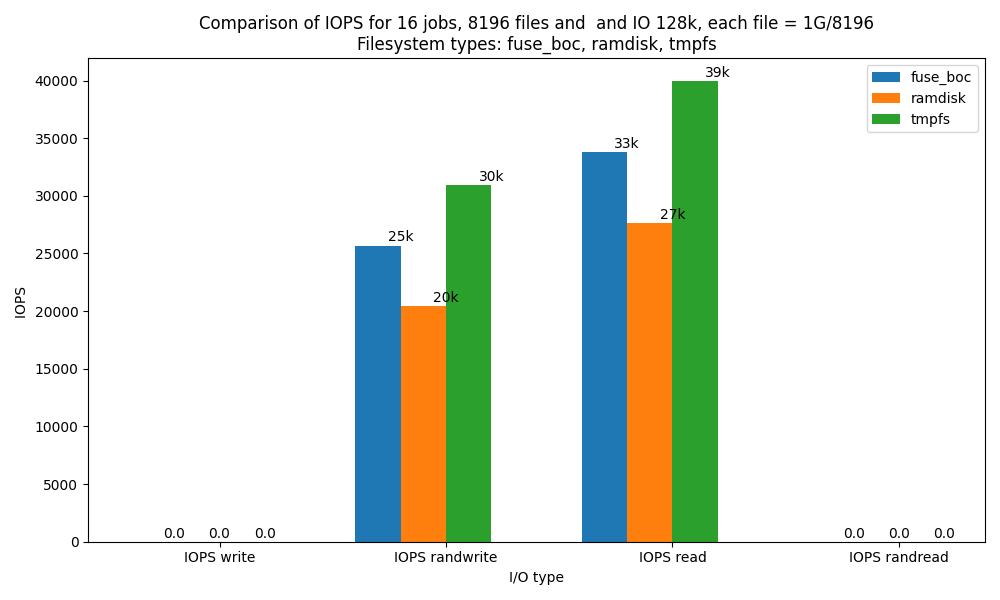 Comparison of IOPS for 16 jobs, 8196 files and  and IO 128k, each file = 1G/8196
Filesystem types: fuse_boc, ramdisk, tmpfs
fuse_boc
ramdisk
tmpfs
IOPS
40000
35000
30000
25000
20000
15000
10000
5000
0
0.0 0.0 0.0
25k
20k
30k
33k
27k
39k
0.0 0.0 0.0
IOPS write
IOPS randwrite
IOPS read
IOPS randread
I/O type